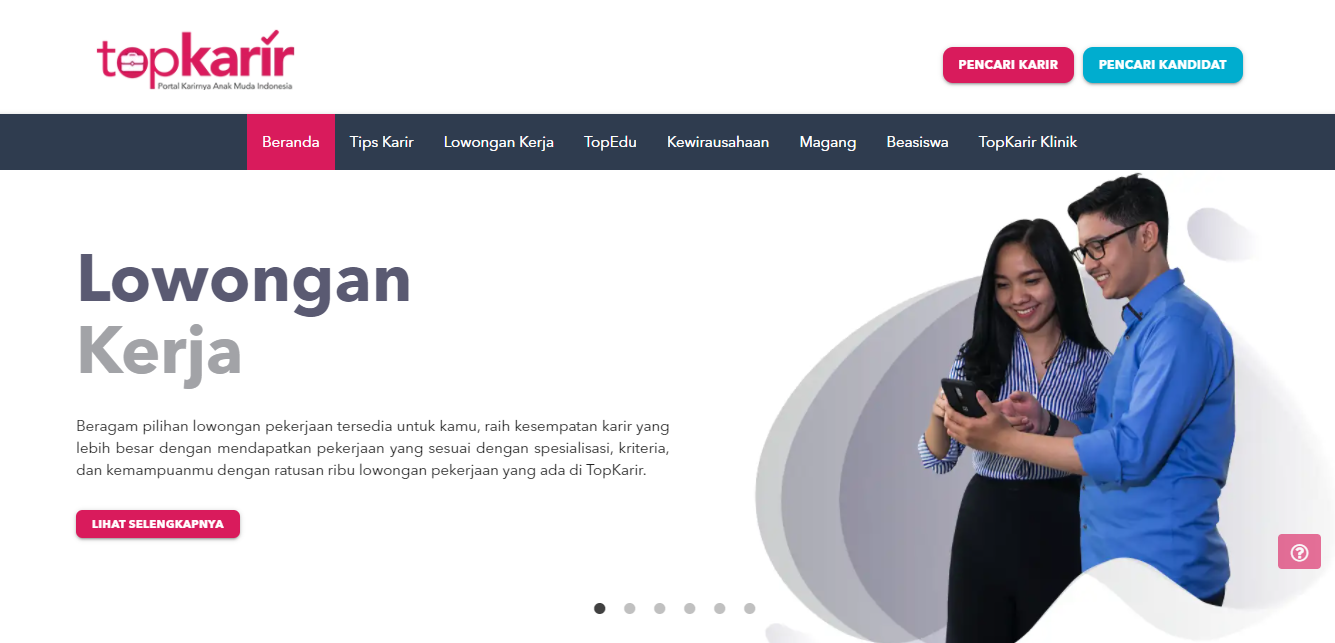 topkarir
Portal Karirnya Anak Muda Indonesia
PENCARI KARIR
PENCARI KANDIDAT
Beranda
Tips Karir
Lowongan Kerja
TopEdu
Kewirausahaan
Magang
Beasiswa
TopKarir Klinik
Lowongan
Kerja
Beragam pilihan lowongan pekerjaan tersedia untuk kamu, raih kesempatan karir yang
lebih besar dengan mendapatkan pekerjaan yang sesuai dengan spesialisasi, kriteria,
dan kemampuanmu dengan ratusan ribu lowongan pekerjaan yang ada di TopKarir.
LIHAT SELENGKAPNYA